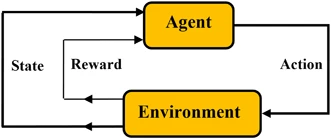 Agent
State
Reward
Action
Environment